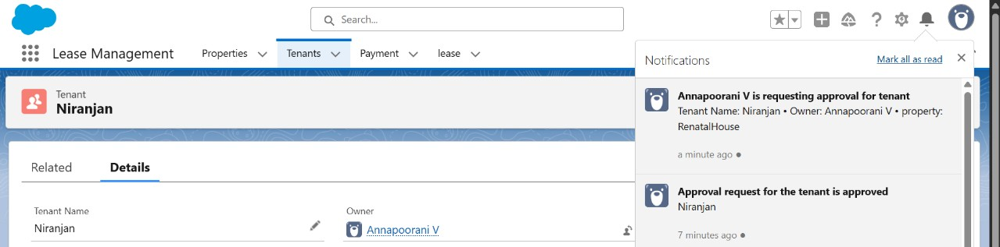 Search...
Lease Management
Properties
Tenants
Payment
lease
Notifications
Mark all as read
Tenant
Niranjan
Annapoorani V is requesting approval for tenant
Tenant Name: Niranjan • Owner: Annapoorani V • property:
RenatalHouse
a minute ago
Related
Details
Approval request for the tenant is approved
Niranjan
7 minutes ago
Tenant Name
Niranjan
Owner
Annapoorani V